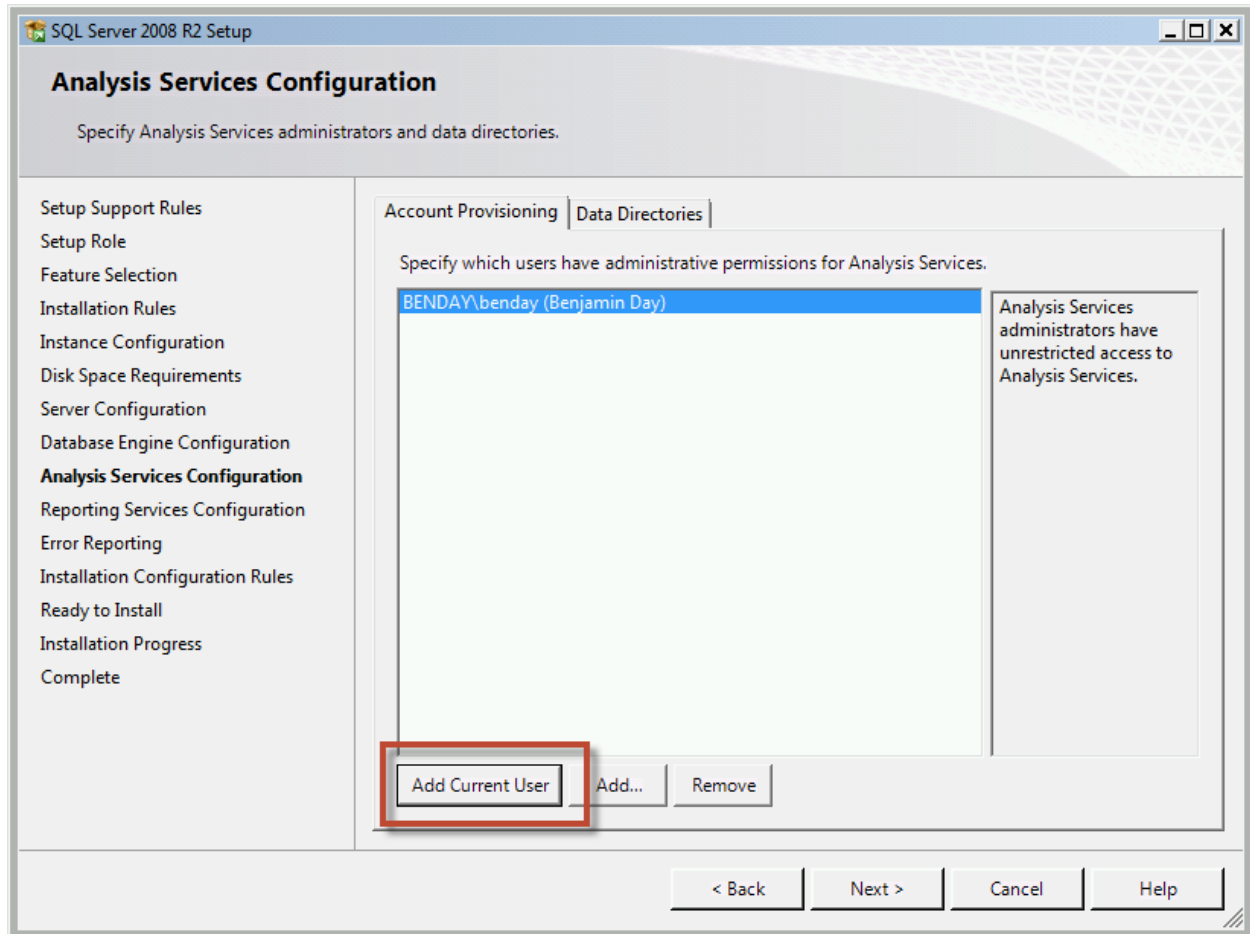 SQL Server 2008 R2 Setup
Analysis Services Configuration
Specify Analysis Services administrators and data directories.
Setup Support Rules
Setup Role
Feature Selection
Installation Rules
Instance Configuration
Disk Space Requirements
Server Configuration
Database Engine Configuration
Analysis Services Configuration
Reporting Services Configuration
Error Reporting
Installation Configuration Rules
Ready to Install
Installation Progress
Complete
Account Provisioning Data Directories
Specify which users have administrative permissions for Analysis Services.
BENDAY\benday (Benjamin Day)
Analysis Services
administrators have
unrestricted access to
Analysis Services.
Add Current User Add... Remove
< Back Next > Cancel Help